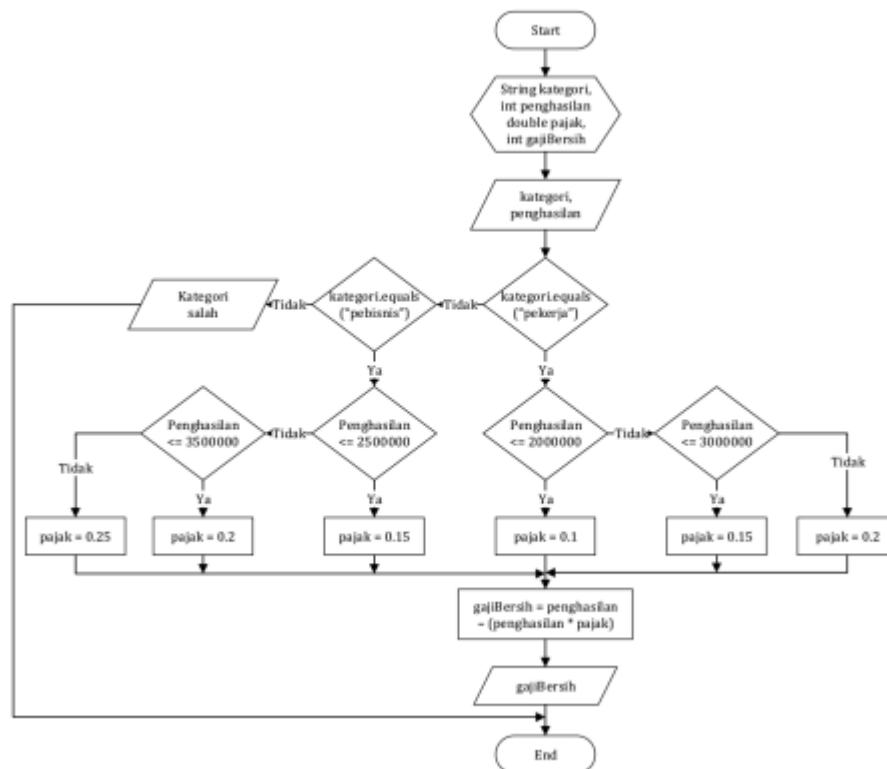 Start
String kategori,
int penghasilan
double pajak,
int gajiBersih
kategori,
penghasilan
Kategori
salah
Tidak
kategori.equals
("pebisnis")
Tidak
kategori.equals
("pekerja")
Ya
Ya
Penghasilan
<= 3500000
Tidak
Penghasilan
<= 2500000
Penghasilan
<= 2000000
Tidak
Penghasilan
<= 3000000
Tidak
Ya
Ya
Ya
Ya
Tidak
pajak = 0.25
pajak = 0.2
pajak = 0.15
pajak = 0.1
pajak = 0.15
pajak = 0.2
gajiBersih = penghasilan
– (penghasilan * pajak)
gajiBersih
End